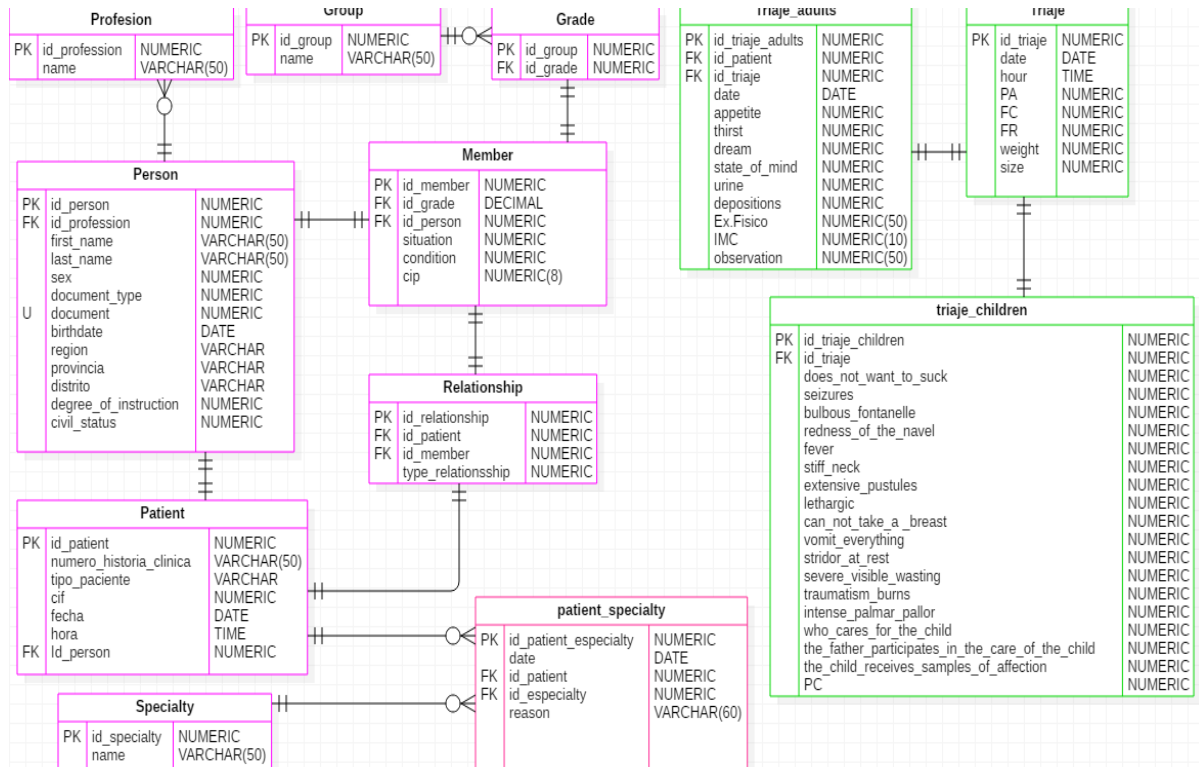 Profesion
PK id_profession NUMERIC
name VARCHAR(50)
Group
PK id_group NUMERIC
name VARCHAR(50)
Grade
PK id_group NUMERIC
FK id_grade NUMERIC
Triaje_adults
PK id_triaje_adults NUMERIC
FK id_patient NUMERIC
FK id_triaje NUMERIC
date DATE
appetite NUMERIC
thirst NUMERIC
dream NUMERIC
state_of_mind NUMERIC
urine NUMERIC
depositions NUMERIC
Ex.Fisico NUMERIC(50)
IMC NUMERIC(10)
observation NUMERIC(50)
Triaje
PK id_triaje NUMERIC
date DATE
hour TIME
PA NUMERIC
FC NUMERIC
FR NUMERIC
weight NUMERIC
size NUMERIC
Person
PK id_person NUMERIC
FK id_profession NUMERIC
first_name VARCHAR(50)
last_name VARCHAR(50)
sex NUMERIC
document_type NUMERIC
U document NUMERIC
birthdate DATE
region VARCHAR
provincia VARCHAR
distrito VARCHAR
degree_of_instruction NUMERIC
civil_status NUMERIC
Member
PK id_member NUMERIC
FK id_grade DECIMAL
FK id_person NUMERIC
situation NUMERIC
condition NUMERIC
cip NUMERIC(8)
Relationship
PK id_relationship NUMERIC
FK id_patient NUMERIC
FK id_member NUMERIC
type_relationsship NUMERIC
triaje_children
PK id_triaje_children NUMERIC
FK id_triaje NUMERIC
does_not_want_to_suck NUMERIC
seizures NUMERIC
bulbous_fontanelle NUMERIC
redness_of_the_navel NUMERIC
fever NUMERIC
stiff_neck NUMERIC
extensive_pustules NUMERIC
lethargic NUMERIC
can_not_take_a _breast NUMERIC
vomit_everything NUMERIC
stridor_at_rest NUMERIC
severe_visible_wasting NUMERIC
traumatism_burns NUMERIC
intense_palmar_pallor NUMERIC
who_cares_for_the_child NUMERIC
the_father_participates_in_the_care_of_the_child NUMERIC
the_child_receives_samples_of_affection NUMERIC
PC NUMERIC
Patient
PK id_patient NUMERIC
numero_historia_clinica VARCHAR(50)
tipo_paciente VARCHAR
cif NUMERIC
fecha DATE
hora TIME
FK Id_person NUMERIC
patient_specialty
PK id_patient_especialty NUMERIC
date DATE
FK id_patient NUMERIC
FK id_especialty NUMERIC
reason VARCHAR(60)
Specialty
PK id_specialty NUMERIC
name VARCHAR(50)